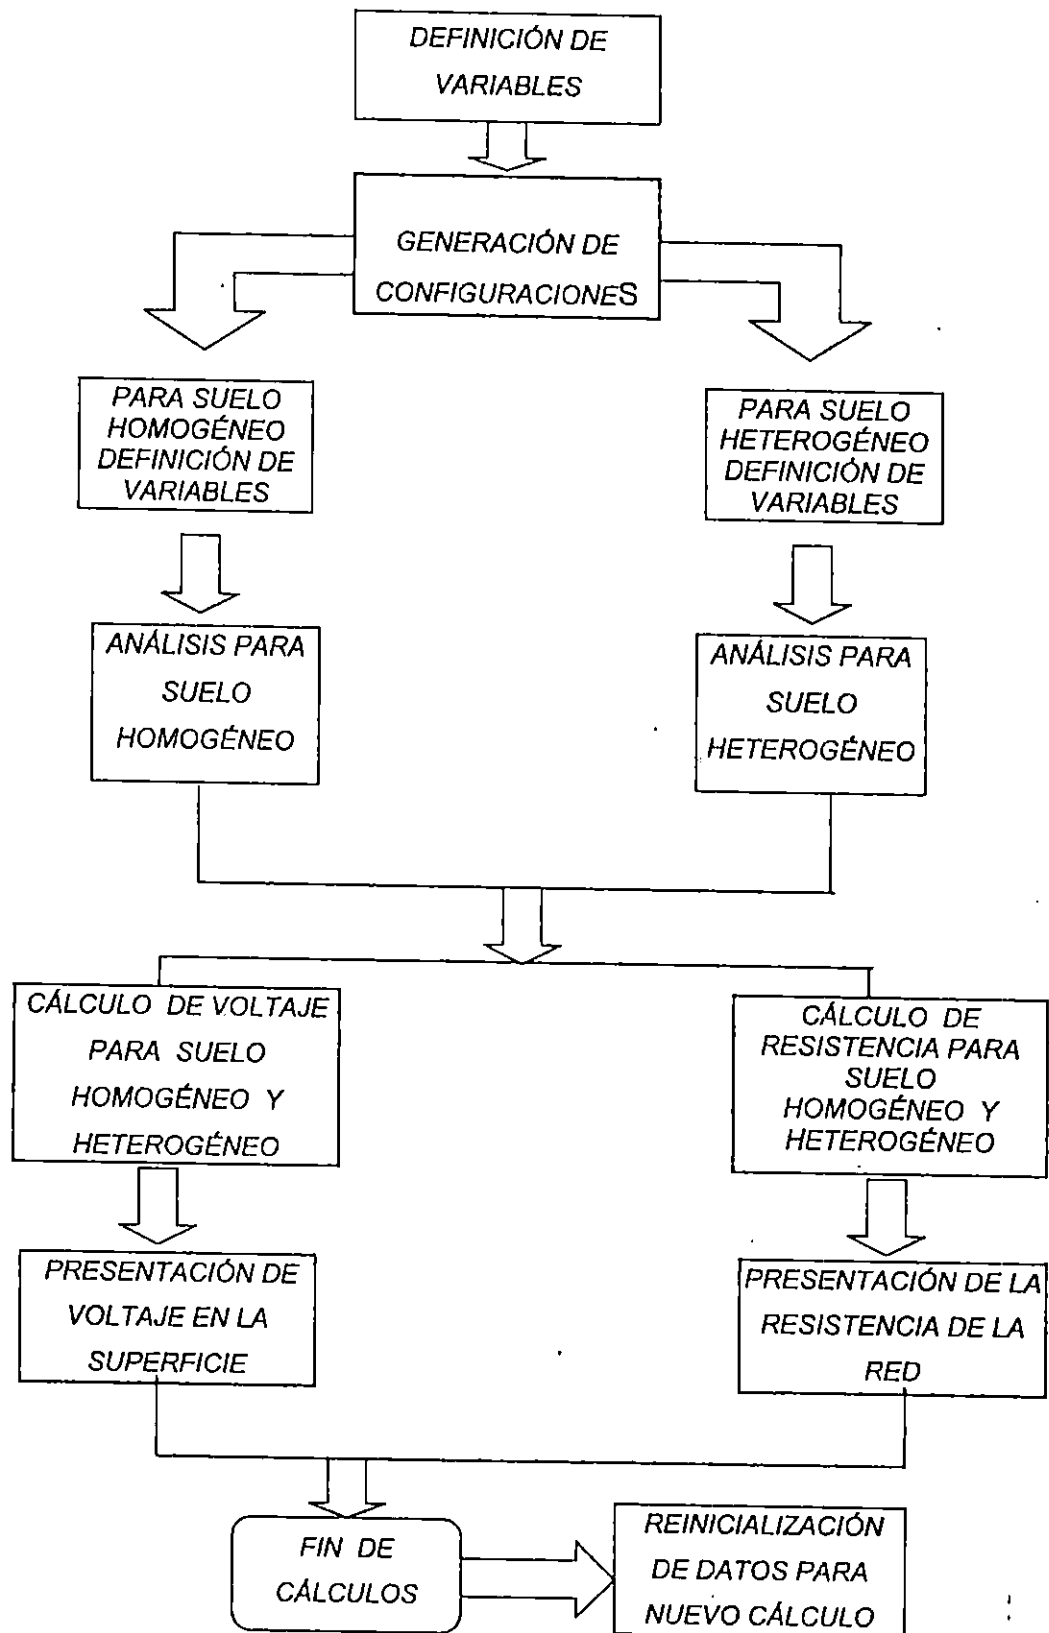 DEFINICIÓN DE
VARIABLES
GENERACIÓN DE
CONFIGURACIONES
PARA SUELO
HOMOGÉNEO
DEFINICIÓN DE
VARIABLES
PARA SUELO
HETEROGÉNEO
DEFINICIÓN DE
VARIABLES
ANÁLISIS PARA
SUELO
HOMOGÉNEO
ANÁLISIS PARA
SUELO
HETEROGÉNEO
CÁLCULO DE VOLTAJE
PARA SUELO
HOMOGÉNEO Y
HETEROGÉNEO
CÁLCULO DE
RESISTENCIA PARA
SUELO
HOMOGÉNEO Y
HETEROGÉNEO
PRESENTACIÓN DE
VOLTAJE EN LA
SUPERFICIE
PRESENTACIÓN DE LA
RESISTENCIA DE LA
RED
FIN DE
CÁLCULOS
REINICIALIZACIÓN
DE DATOS PARA
NUEVO CÁLCULO